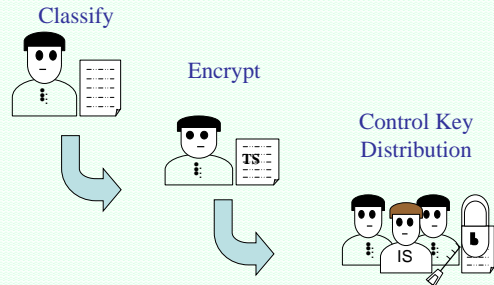 Classify
Encrypt
TS
Control Key
Distribution
IS